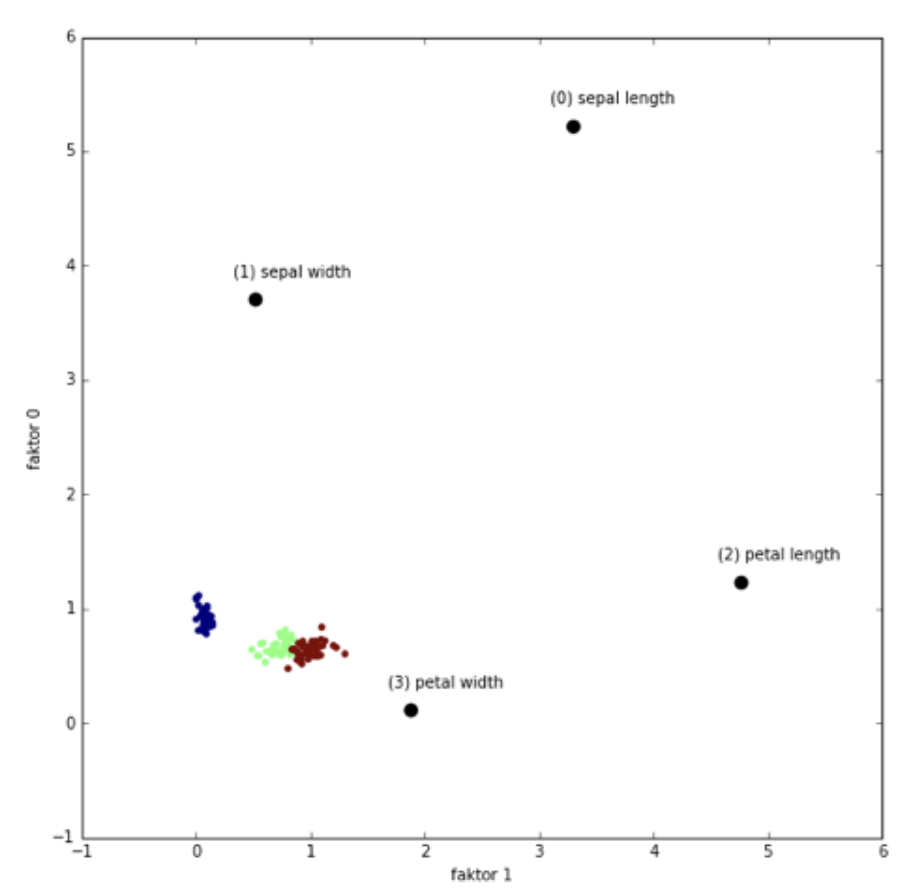 6
(0) sepal length
5
4
(1) sepal width
3
faktor 0
2
(2) petal length
1
(3) petal width
0
−1
−1 0 1 2 3 4 5 6
faktor 1